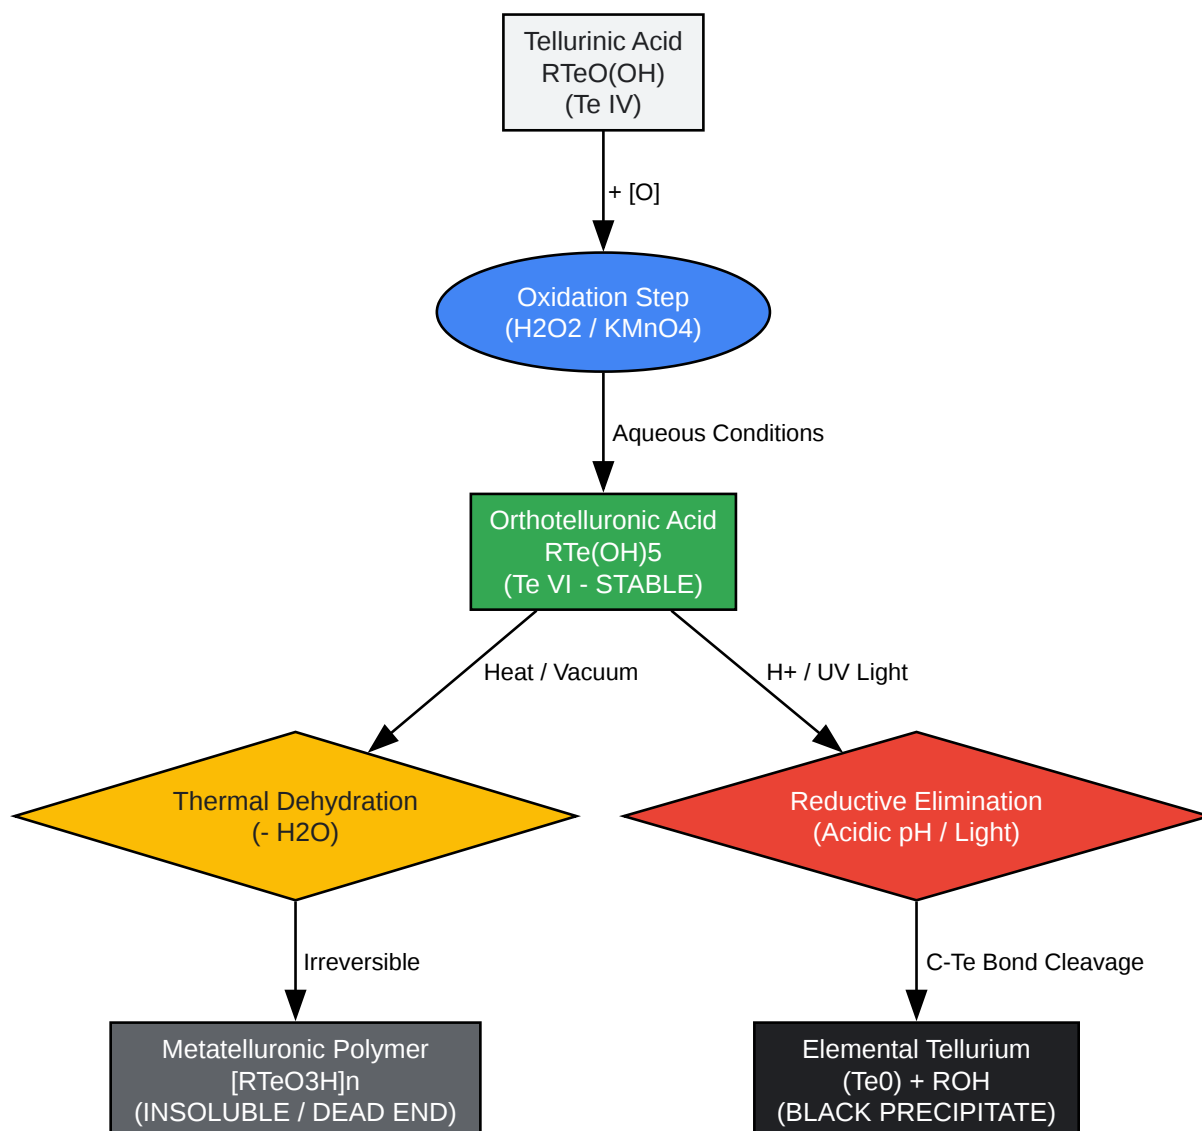 Tellurinic Acid
RTeO(OH)
(Te IV)
+ [O]
Oxidation Step
(H2O2 / KMnO4)
Aqueous Conditions
Orthotelluronic Acid
RTe(OH)5
(Te VI - STABLE)
Heat / Vacuum
H+ / UV Light
Thermal Dehydration
(- H2O)
Reductive Elimination
(Acidic pH / Light)
Irreversible
C-Te Bond Cleavage
Metatelluronic Polymer
[RTeO3H]n
(INSOLUBLE / DEAD END)
Elemental Tellurium
(Te0) + ROH
(BLACK PRECIPITATE)